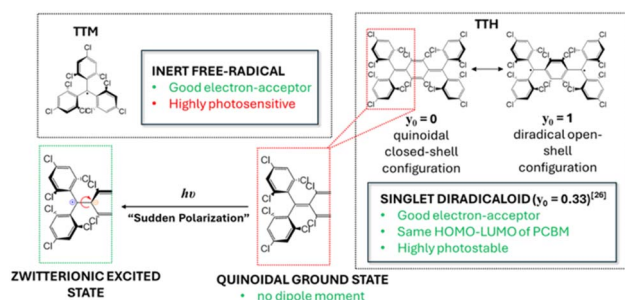 TTM
INERT FREE-RADICAL
• Good electron-acceptor
• Highly photosensitive
TTH
y₀ = 0
quinoidal
closed-shell
configuration
y₀ = 1
diradical open-
shell
configuration
SINGLET DIRADICALOID (y₀ = 0.33)[26]
• Good electron-acceptor
• Same HOMO-LUMO of PCBM
• Highly photostable
hυ
“Sudden Polarization”
ZWITTERIONIC EXCITED
STATE
QUINOIDAL GROUND STATE
• no dipole moment